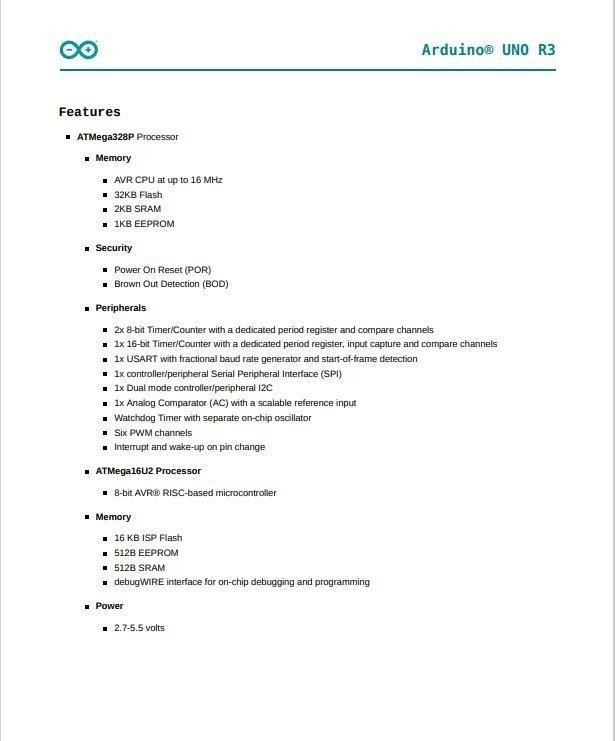 Arduino® UNO R3
Features
ATMega328P Processor
Memory
AVR CPU at up to 16 MHz
32KB Flash
2KB SRAM
1KB EEPROM
Security
Power On Reset (POR)
Brown Out Detection (BOD)
Peripherals
2x 8-bit Timer/Counter with a dedicated period register and compare channels
1x 16-bit Timer/Counter with a dedicated period register, input capture and compare channels
1x USART with fractional baud rate generator and start-of-frame detection
1x controller/peripheral Serial Peripheral Interface (SPI)
1x Dual mode controller/peripheral I2C
1x Analog Comparator (AC) with a scalable reference input
Watchdog Timer with separate on-chip oscillator
Six PWM channels
Interrupt and wake-up on pin change
ATMega16U2 Processor
8-bit AVR® RISC-based microcontroller
Memory
16 KB ISP Flash
512B EEPROM
512B SRAM
debugWIRE interface for on-chip debugging and programming
Power
2.7-5.5 volts